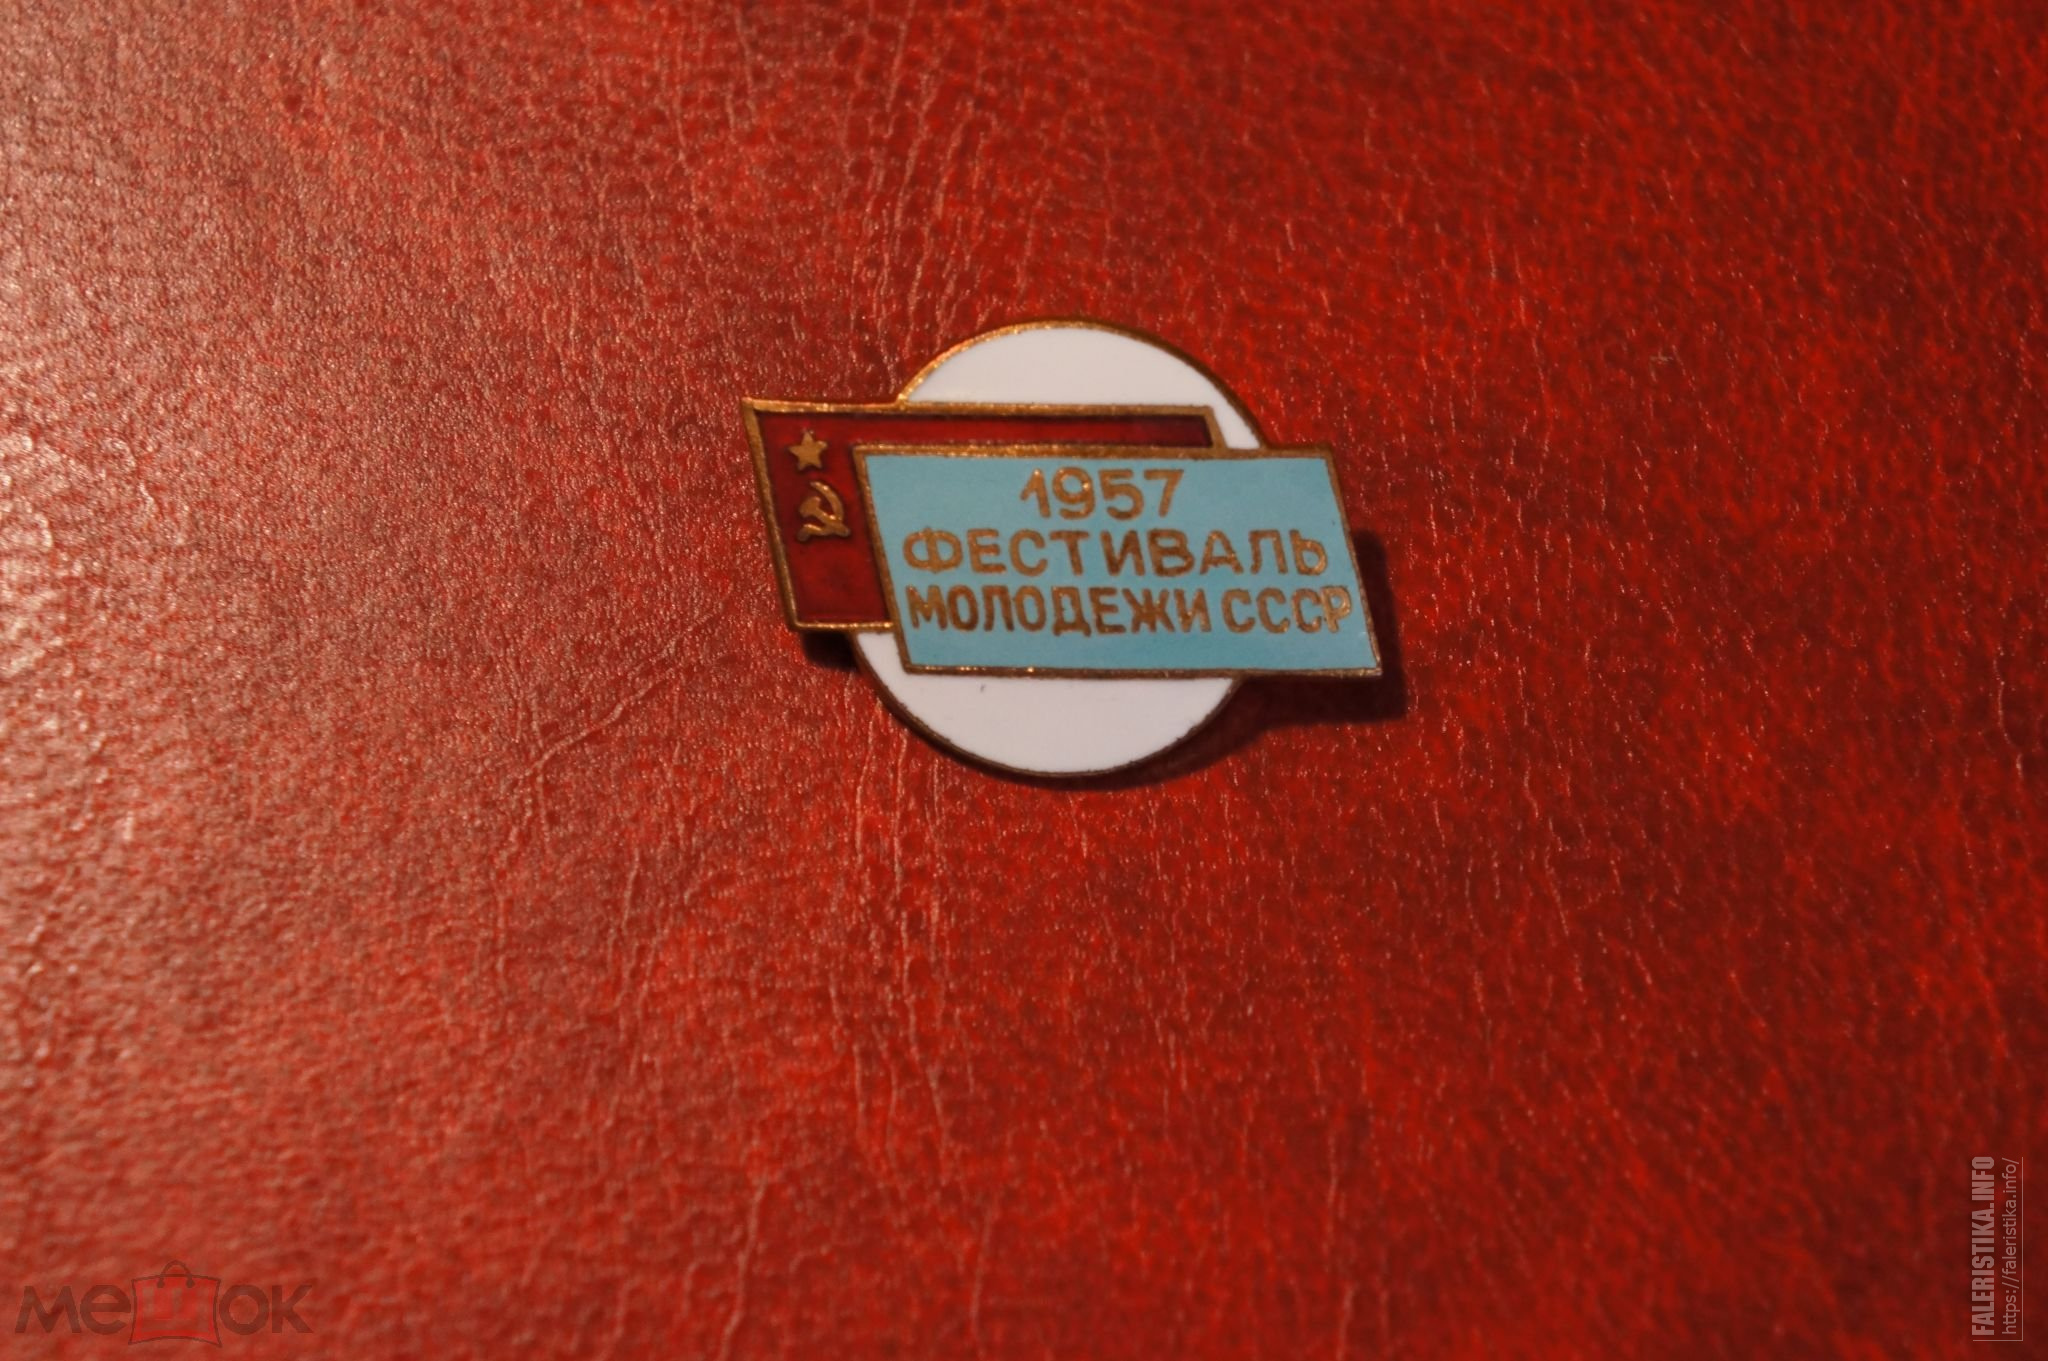 1957
ФЕСТИВАЛЬ
МОЛОДЕЖИ СССР
мешок
FALERISTIKA.INFO
https://faleristika.info/